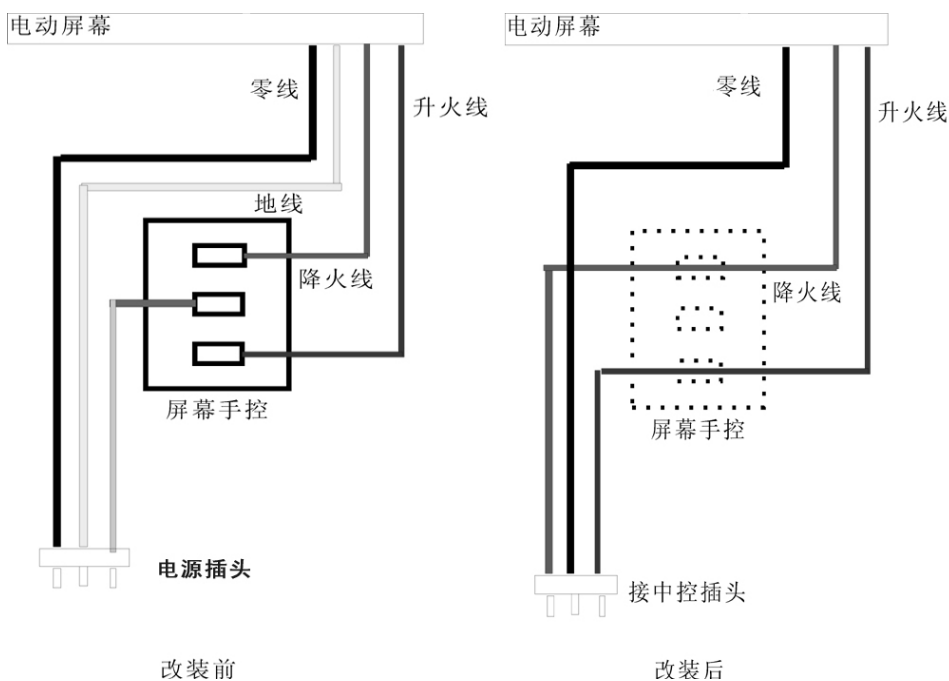 电动屏幕
零线
升火线
地线
降火线
屏幕手控
电源插头
改装前
电动屏幕
零线
升火线
降火线
屏幕手控
接中控插头
改装后